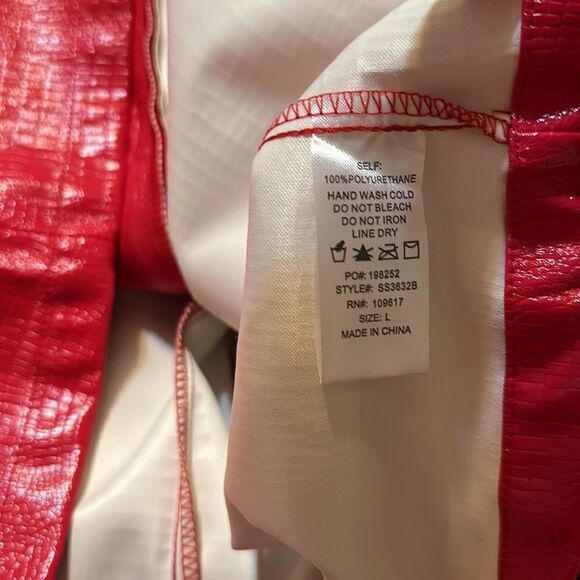 SELF:
100%POLYURETHANE
HAND WASH COLD
DO NOT BLEACH
DO NOT IRON
LINE DRY
PO#: 198252
STYLE#: SS3632B
RN#: 109617
SIZE: L
MADE IN CHINA